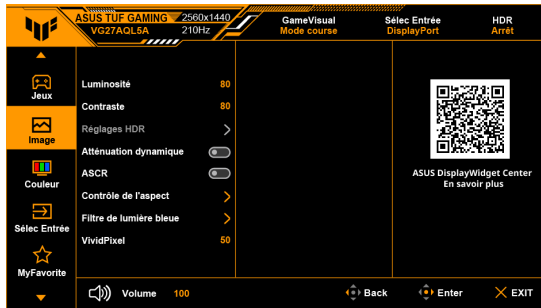 ASUS TUF GAMING 2560x1440
VG27AQL5A 210Hz
GameVisual
Mode course
Sélec Entrée
DisplayPort
HDR
Arrêt
Jeux
Image
Couleur
Sélec Entrée
MyFavorite
Luminosité 80
Contraste 80
Réglages HDR
Atténuation dynamique
ASCR
Contrôle de l'aspect
Filtre de lumière bleue
VividPixel 50
ASUS DisplayWidget Center
En savoir plus
Volume 100
Back
Enter
EXIT